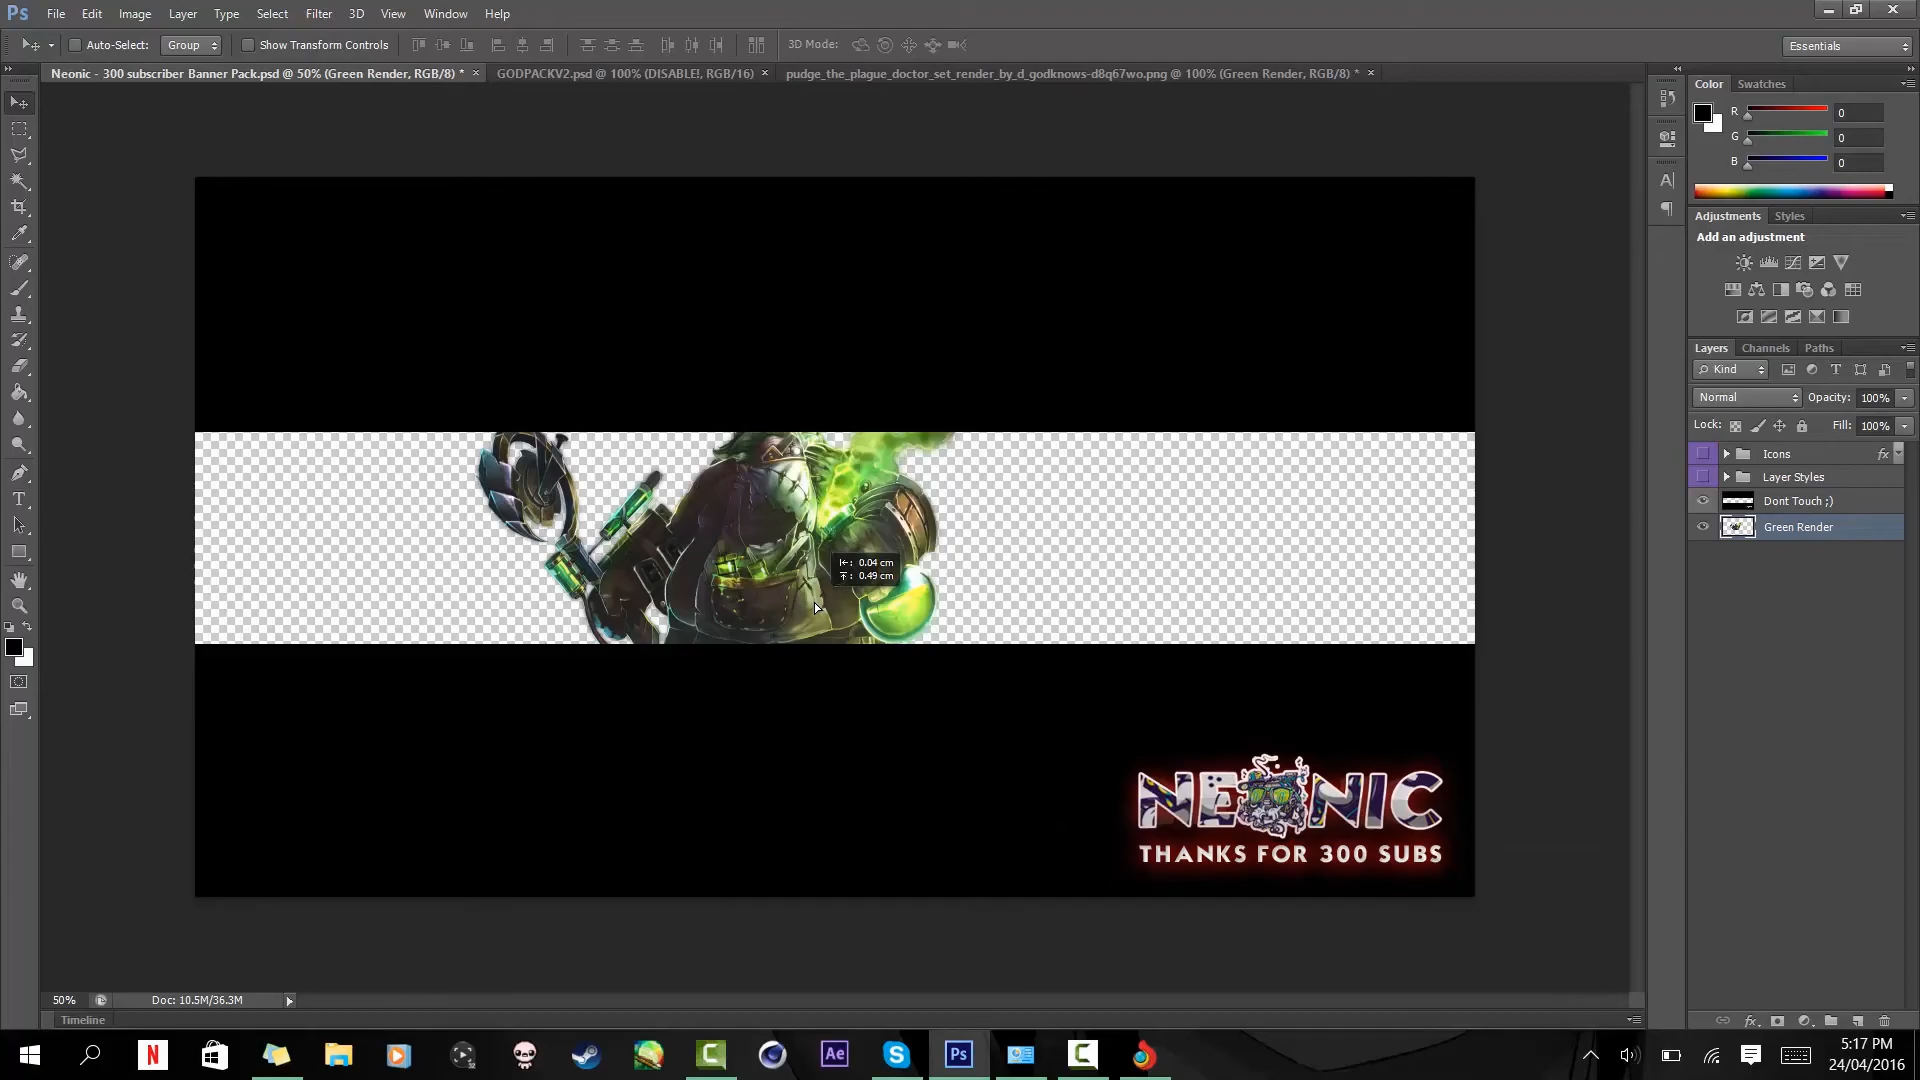 Ps File Edit Image Layer Type Select Filter 3D View Window Help
Auto-Select: Group Show Transform Controls 3D Mode: Essentials
Neonic - 300 subscriber Banner Pack.psd @ 50% (Green Render, RGB/8) * × GODPACKV2.psd @ 100% (DISABLE!, RGB/16) × pudge_the_plague_doctor_set_render_by_d_godknows-d8q67wo.png @ 100% (Green Render, RGB/8) * ×
Color Swatches
R 0
G 0
B 0
Adjustments Styles
Add an adjustment
Layers Channels Paths
Kind
Normal Opacity: 100%
Lock: Fill: 100%
Icons fx
Layer Styles
Dont Touch ;)
Green Render
0.04 cm
0.49 cm
NEONIC
THANKS FOR 300 SUBS
50% Doc: 10.5M/36.3M
Timeline
N Ae S Ps
5:17 PM
24/04/2016